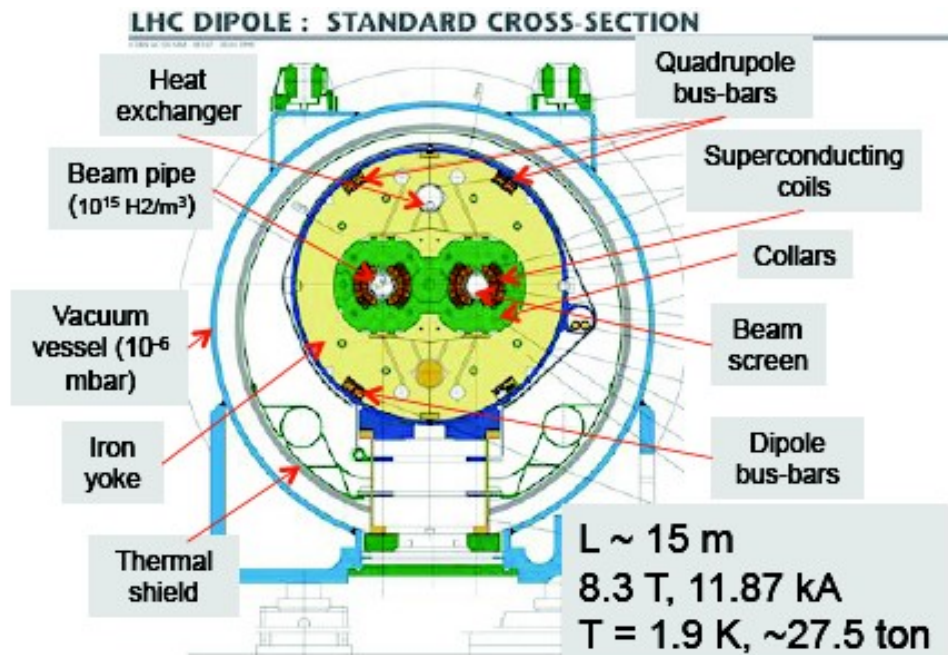 LHC DIPOLE : STANDARD CROSS-SECTION
Heat
exchanger
Quadrupole
bus-bars
Beam pipe
(10¹⁵ H2/m³)
Superconducting
coils
Collars
Vacuum
vessel (10⁻⁶
mbar)
Beam
screen
Iron
yoke
Dipole
bus-bars
Thermal
shield
L ~ 15 m
8.3 T, 11.87 kA
T = 1.9 K, ~27.5 ton